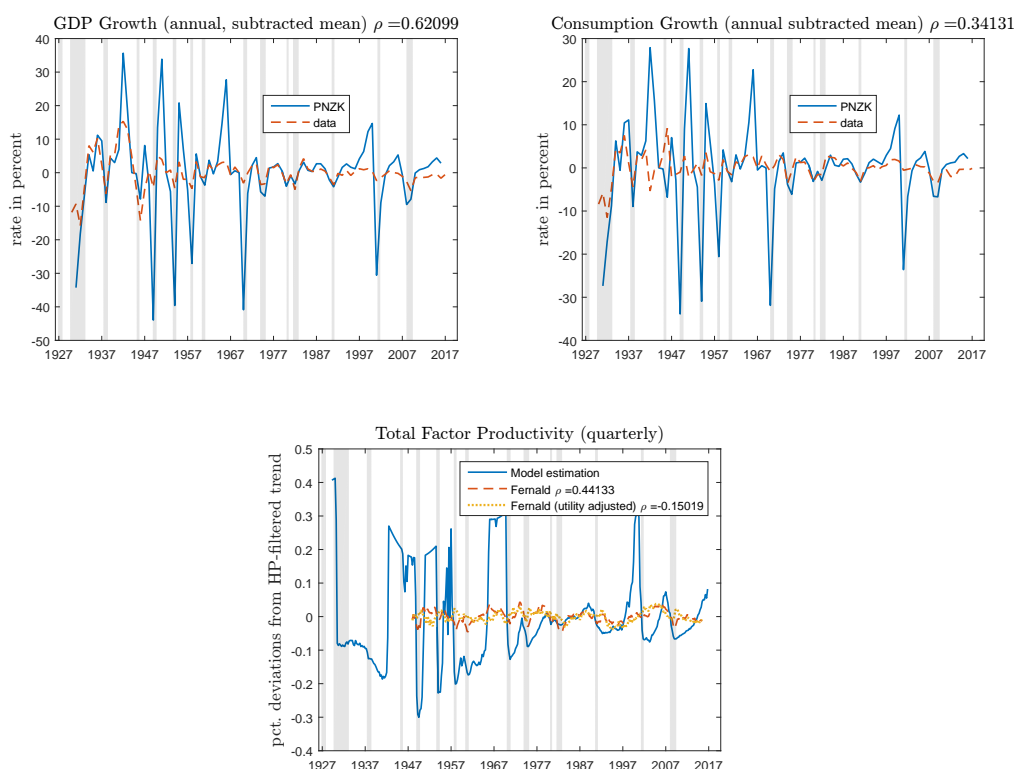 GDP Growth (annual, subtracted mean) ρ =0.62099
40
30
20
10
0
-10
-20
-30
-40
-50
rate in percent
PNZK
data
1927 1937 1947 1957 1967 1977 1987 1997 2007 2017
Consumption Growth (annual subtracted mean) ρ =0.34131
30
20
10
0
-10
-20
-30
-40
rate in percent
PNZK
data
1927 1937 1947 1957 1967 1977 1987 1997 2007 2017
Total Factor Productivity (quarterly)
0.5
0.4
0.3
0.2
0.1
0
-0.1
-0.2
-0.3
-0.4
pct. deviations from HP-filtered trend
Model estimation
Fernald ρ =0.44133
Fernald (utility adjusted) ρ =-0.15019
1927 1937 1947 1957 1967 1977 1987 1997 2007 2017